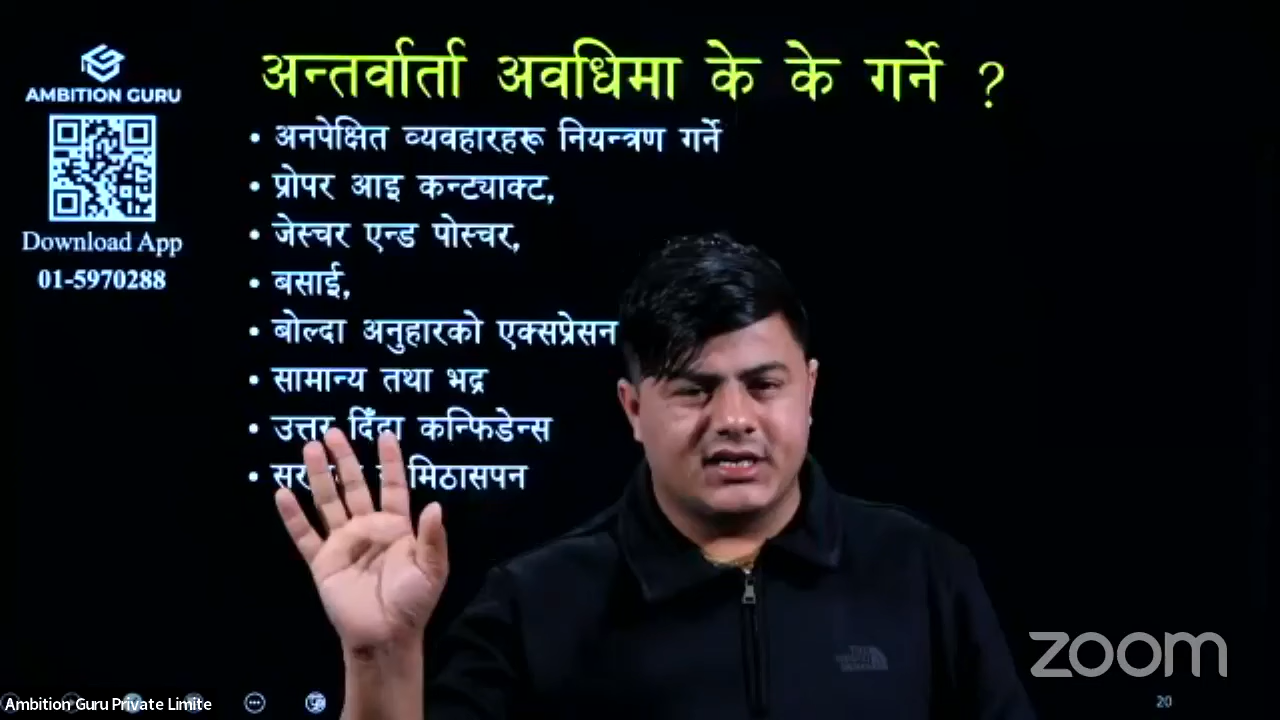 अन्तर्वार्ता अवधिमा के के गर्ने ?
AMBITION GURU
Download App
01-5970288
• अनपेक्षित व्यवहारहरू नियन्त्रण गर्ने
• प्रोपर आइ कन्ट्याक्ट,
• जेस्चर एन्ड पोस्चर,
• बसाई,
• बोल्दा अनुहारको एक्सप्रेसन
• सामान्य तथा भद्र
• उत्तर दिँदा कन्फिडेन्स
• मिठासपन
zoom
Ambition Guru Private Limite
20